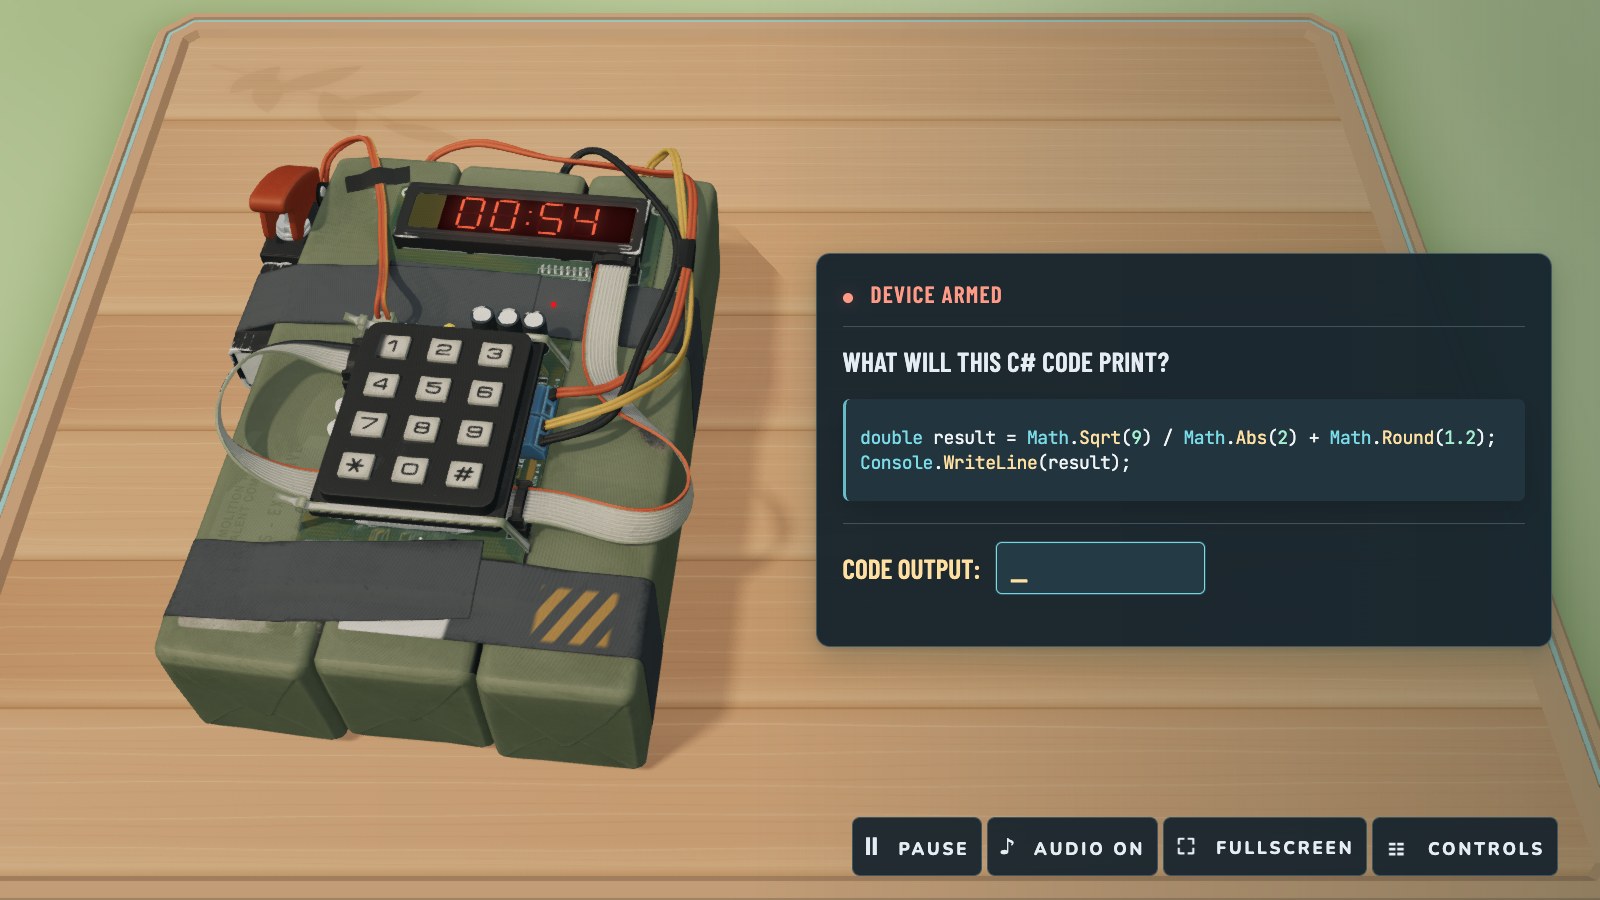 00:54
1 2 3
4 5 6
7 8 9
* 0 #
DEVICE ARMED
WHAT WILL THIS C# CODE PRINT?
double result = Math.Sqrt(9) / Math.Abs(2) + Math.Round(1.2);
Console.WriteLine(result);
CODE OUTPUT: _
PAUSE
AUDIO ON
FULLSCREEN
CONTROLS